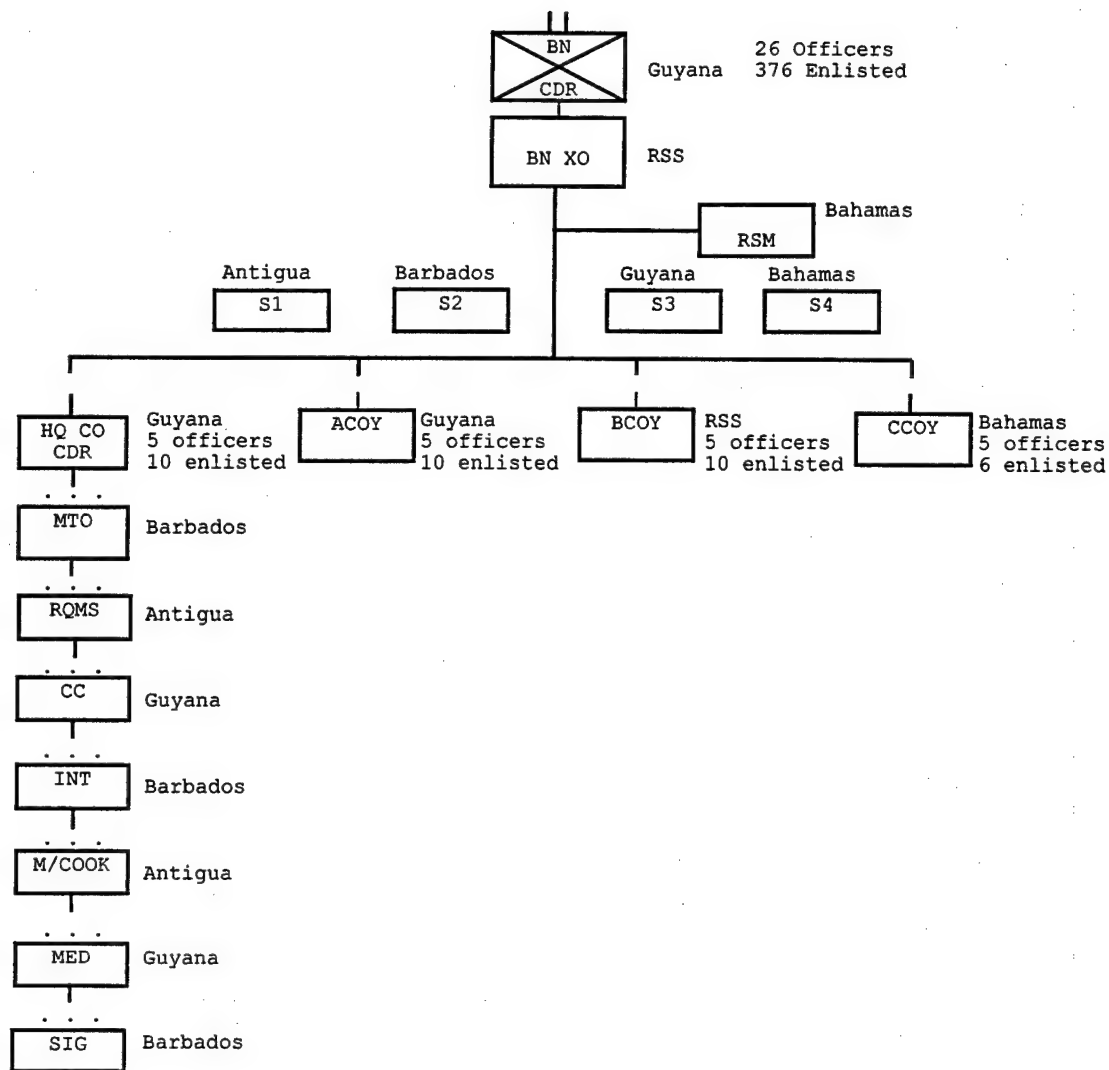 BN
CDR
Guyana
26 Officers
376 Enlisted
BN XO
RSS
RSM
Bahamas
Antigua
S1
Barbados
S2
Guyana
S3
Bahamas
S4
HQ CO
CDR
Guyana
5 officers
10 enlisted
ACOY
Guyana
5 officers
10 enlisted
BCOY
RSS
5 officers
10 enlisted
CCOY
Bahamas
5 officers
6 enlisted
MTO
Barbados
RQMS
Antigua
CC
Guyana
INT
Barbados
M/COOK
Antigua
MED
Guyana
SIG
Barbados